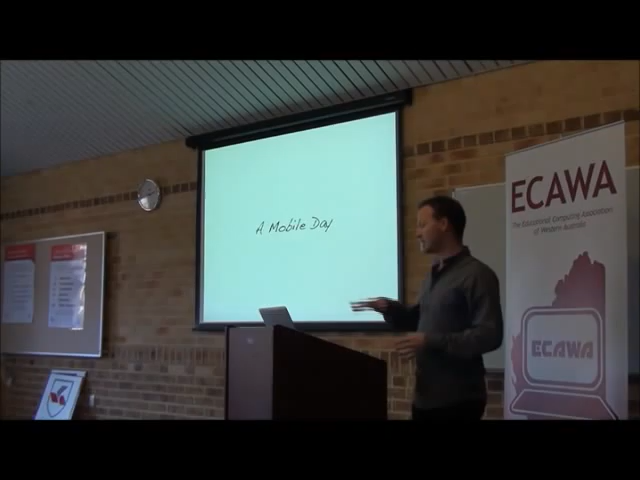 A Mobile Day
ECAWA
The Educational Computing Association
of Western Australia
ECAWA